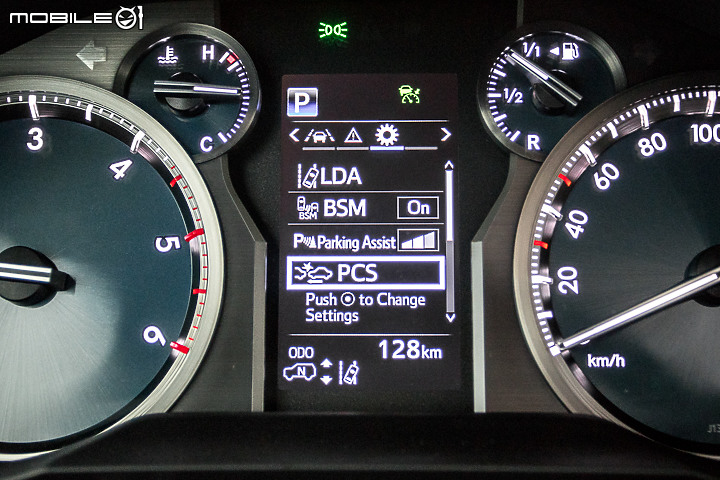 MOBILE01
H
C
1/1
1/2
R
3
4
5
6
P
LDA
BSM
BSM On
P Parking Assist
PCS
Push to Change
Settings
ODO 128km
N
20
40
60
80
100
km/h